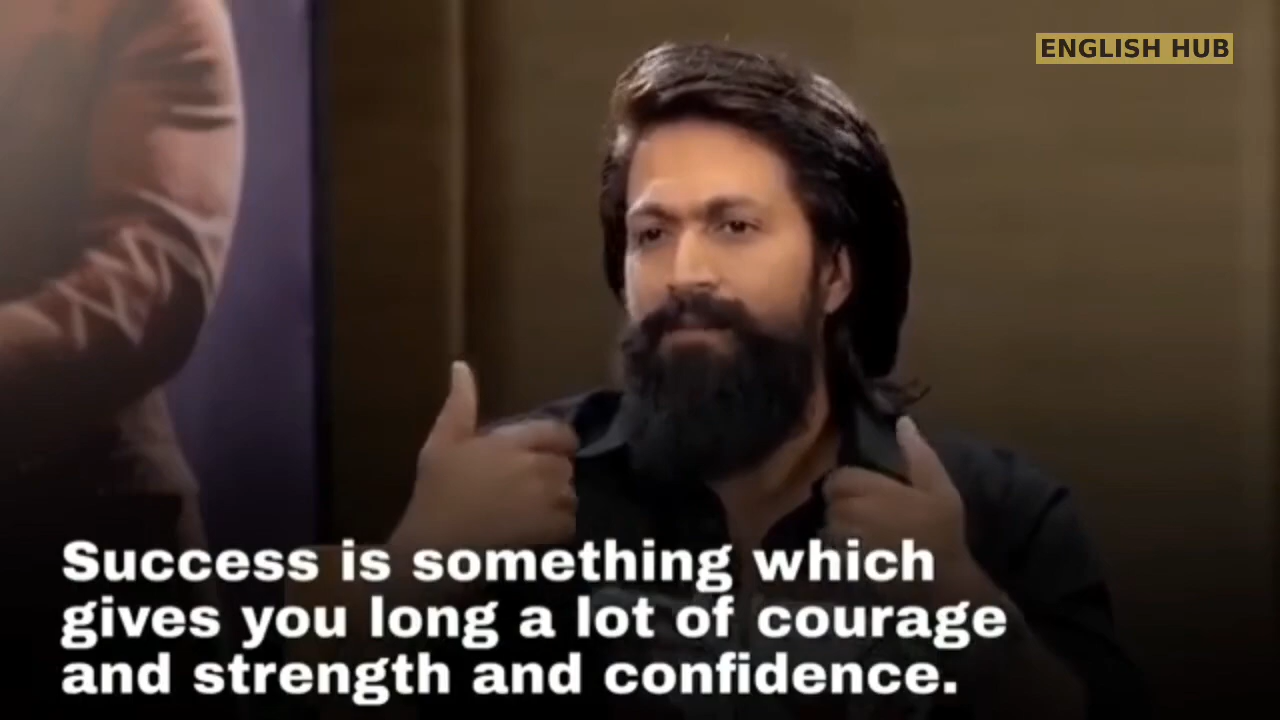 ENGLISH HUB
Success is something which
gives you long a lot of courage
and strength and confidence.